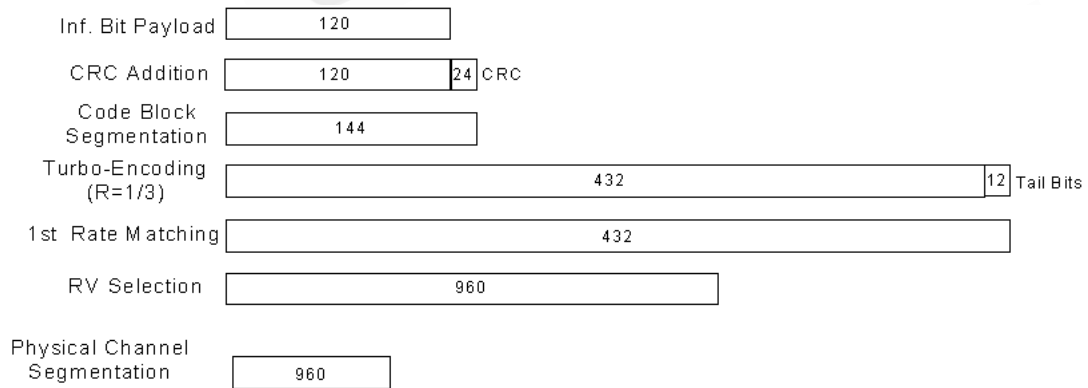 Inf. Bit Payload 120
CRC Addition 120 24 CRC
Code Block
Segmentation 144
Turbo-Encoding
(R=1/3) 432 12 Tail Bits
1st Rate Matching 432
RV Selection 960
Physical Channel
Segmentation 960